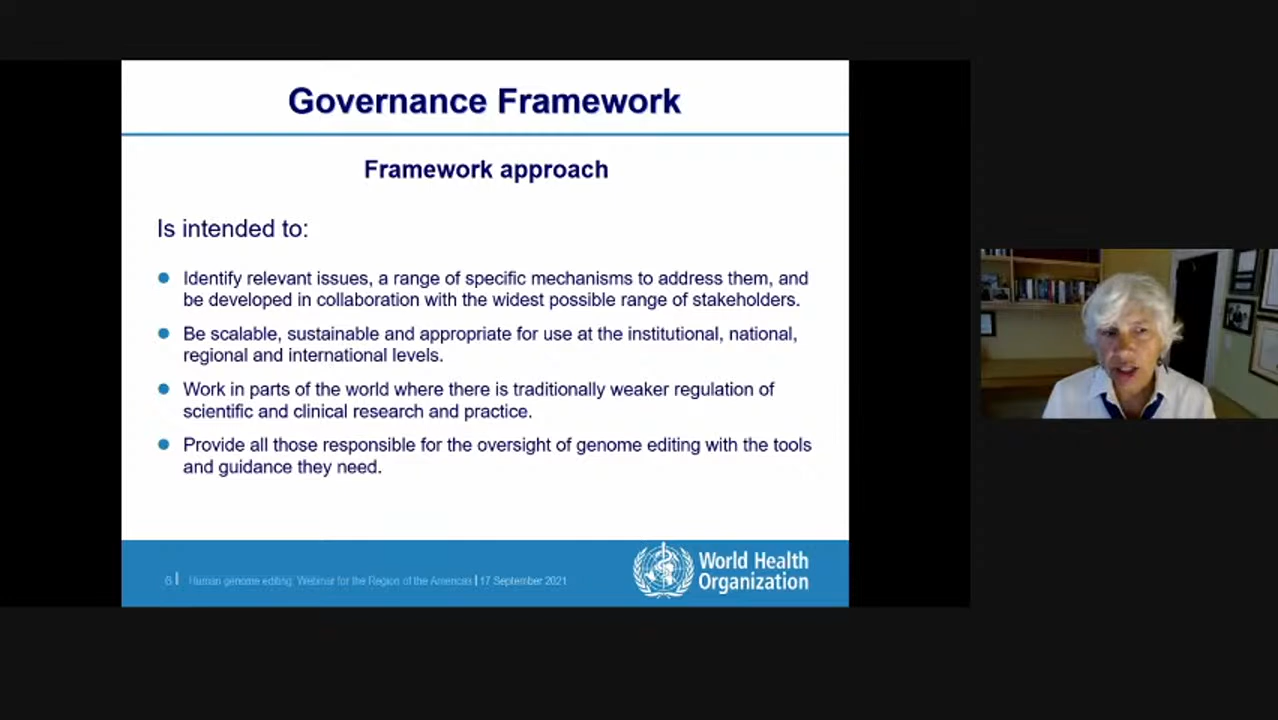 Governance Framework
Framework approach
Is intended to:
Identify relevant issues, a range of specific mechanisms to address them, and
be developed in collaboration with the widest possible range of stakeholders.
Be scalable, sustainable and appropriate for use at the institutional, national,
regional and international levels.
Work in parts of the world where there is traditionally weaker regulation of
scientific and clinical research and practice.
Provide all those responsible for the oversight of genome editing with the tools
and guidance they need.
6| Human genome editing: Webinar for the Region of the Americas | 17 September 2021
World Health
Organization